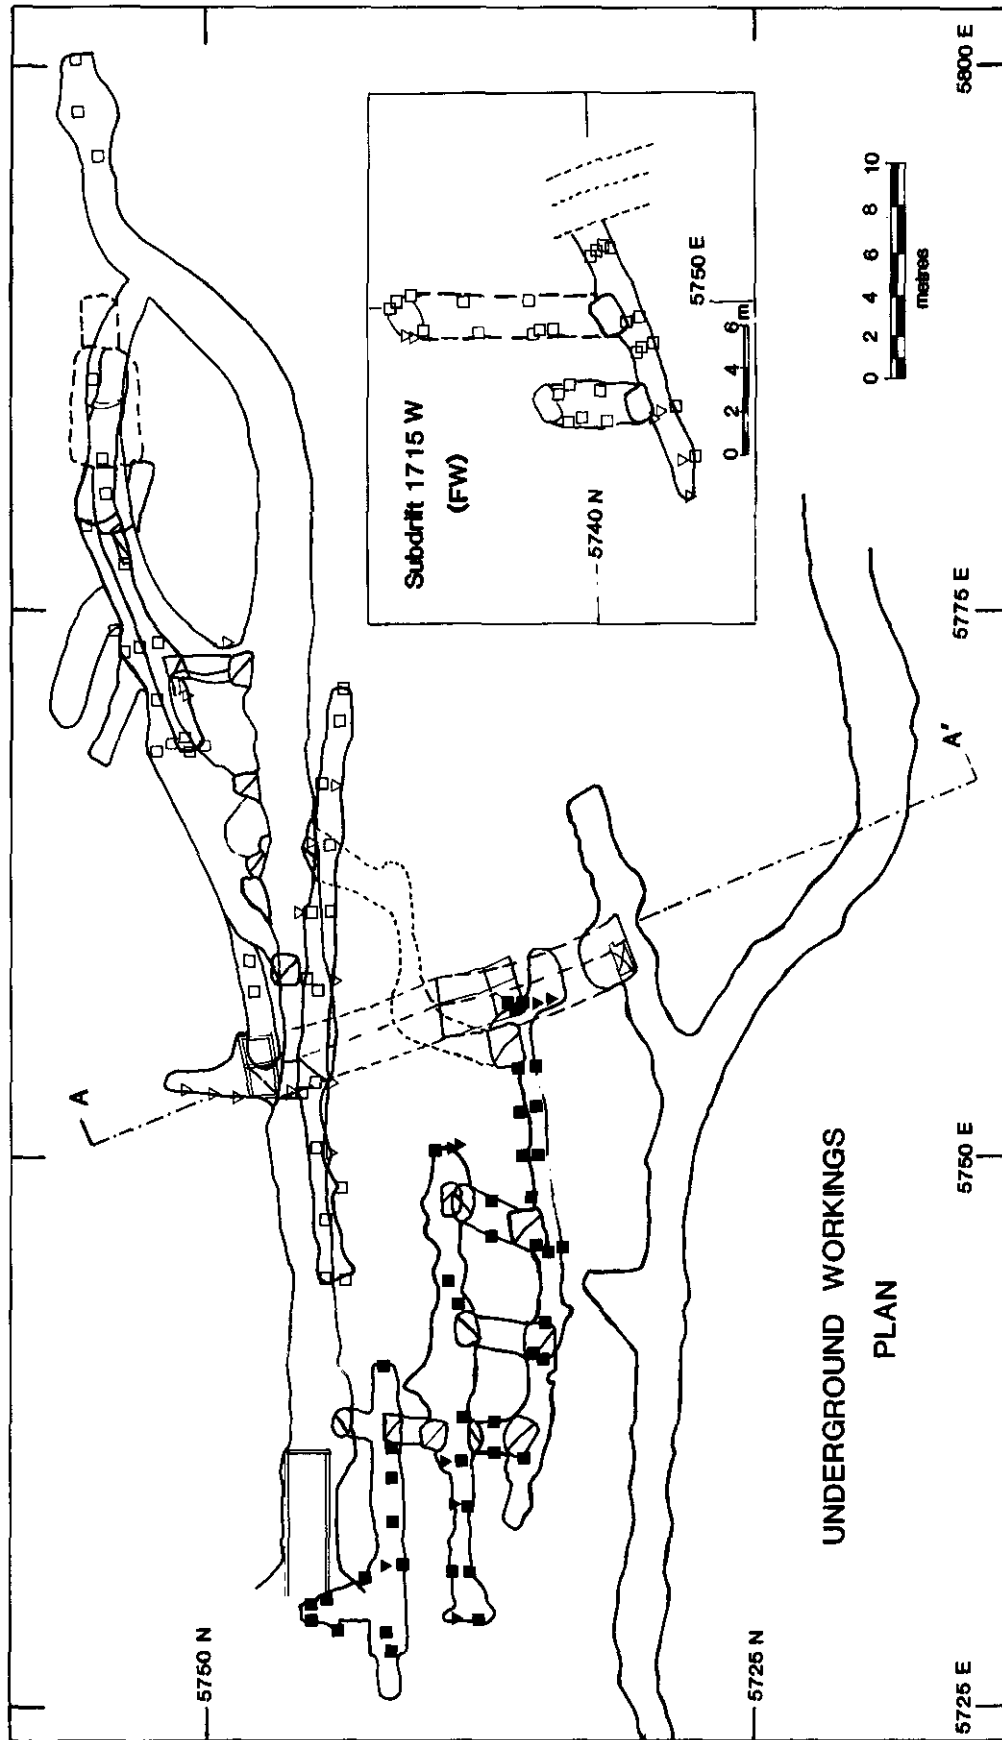 5750 N
5725 N
5725 E
5750 E
5775 E
5800 E
A
A'
Subdrift 1715 W
(FW)
5740 N
5750 E
0 2 4 6 m
0 2 4 6 8 10
metres
UNDERGROUND WORKINGS
PLAN